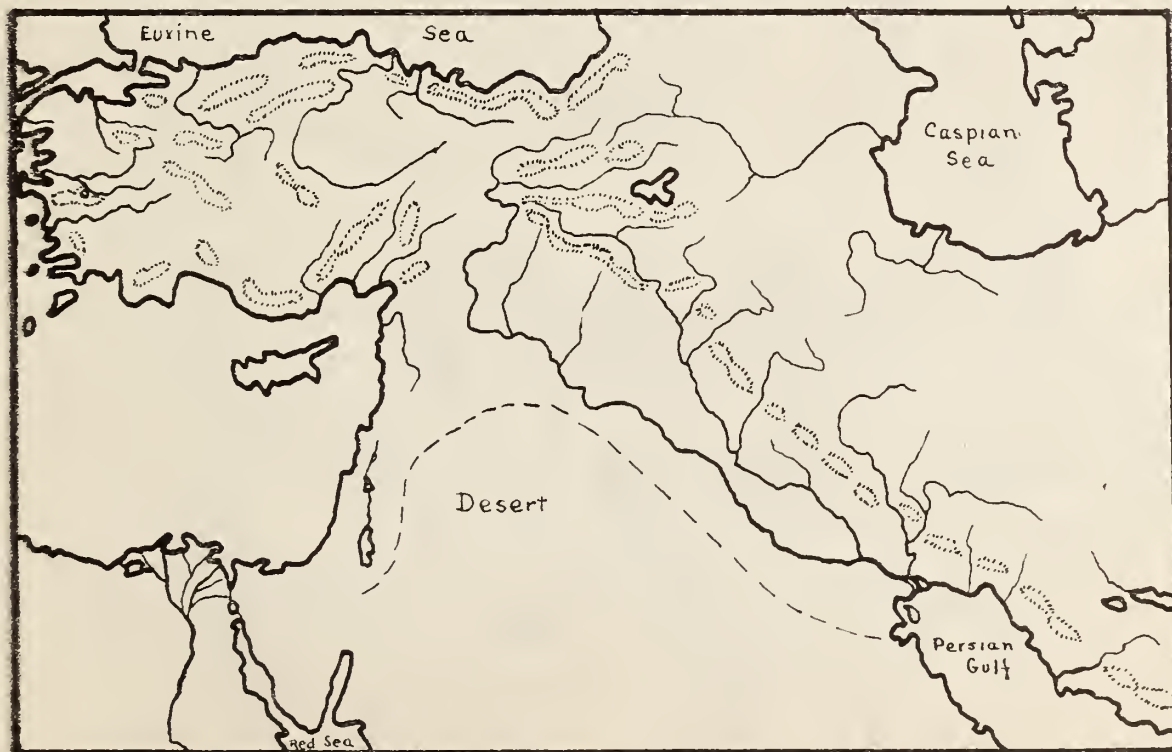 Euxine Sea
Caspian
Sea
Desert
Persian
Gulf
Red Sea